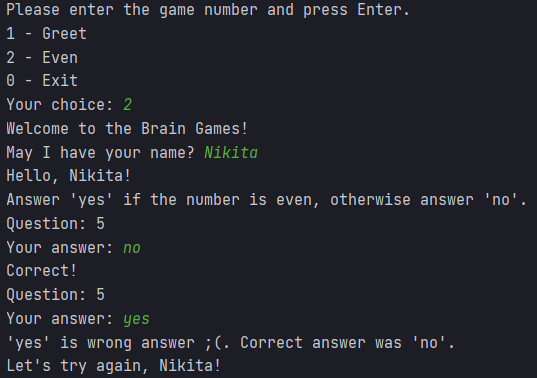 Please enter the game number and press Enter.
1 - Greet
2 - Even
0 - Exit
Your choice: 2
Welcome to the Brain Games!
May I have your name? Nikita
Hello, Nikita!
Answer 'yes' if the number is even, otherwise answer 'no'.
Question: 5
Your answer: no
Correct!
Question: 5
Your answer: yes
'yes' is wrong answer ;(. Correct answer was 'no'.
Let's try again, Nikita!